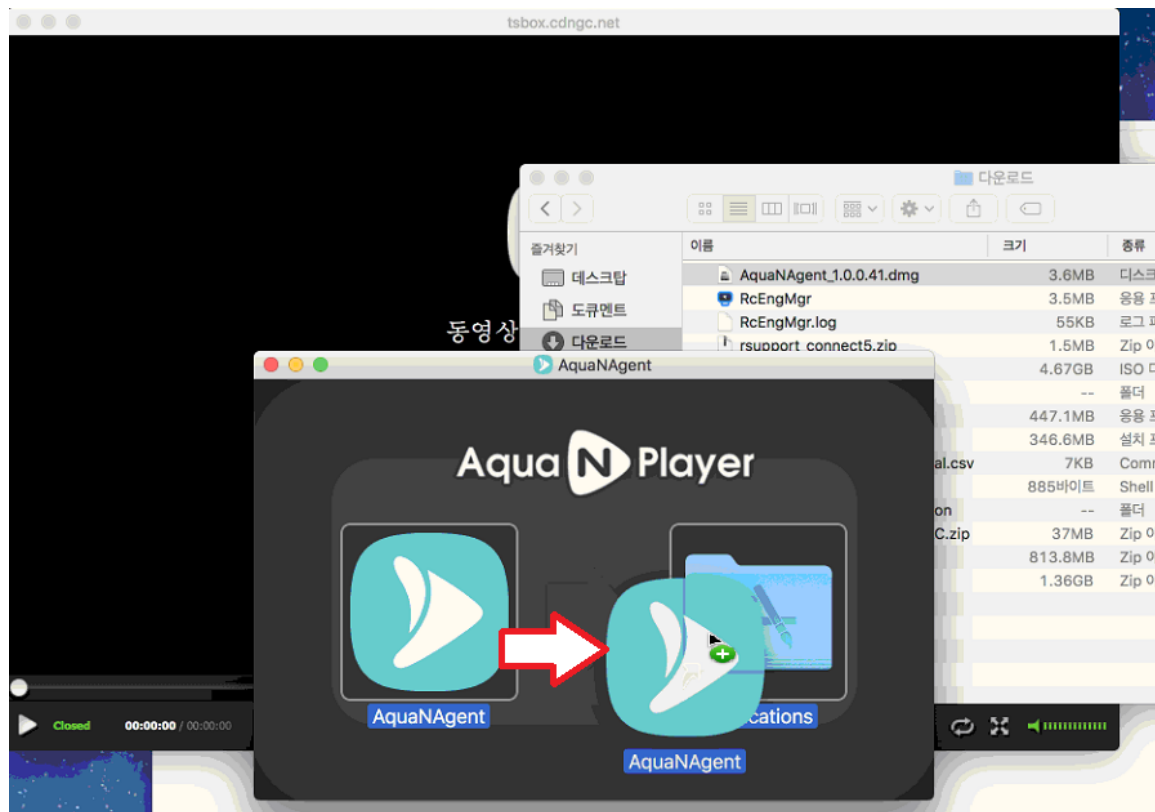 tsbox.cdngc.net
다운로드
즐겨찾기
이름
크기
종류
데스크탑
AquaNAgent_1.0.0.41.dmg
3.6MB
도큐멘트
RcEngMgr
3.5MB
응용
RcEngMgr.log
55KB
로그
다운로드
rsupport_connect5.zip
1.5MB
Zip
동영상
4.67GB
ISO
--
폴더
447.1MB
응용
346.6MB
설치
al.csv
7KB
Comm
885바이트
Shell
on
--
폴더
C.zip
37MB
Zip
813.8MB
Zip
1.36GB
Zip
AquaNAgent
Aqua N Player
AquaNAgent
cations
AquaNAgent
Closed
00:00:00 / 00:00:00